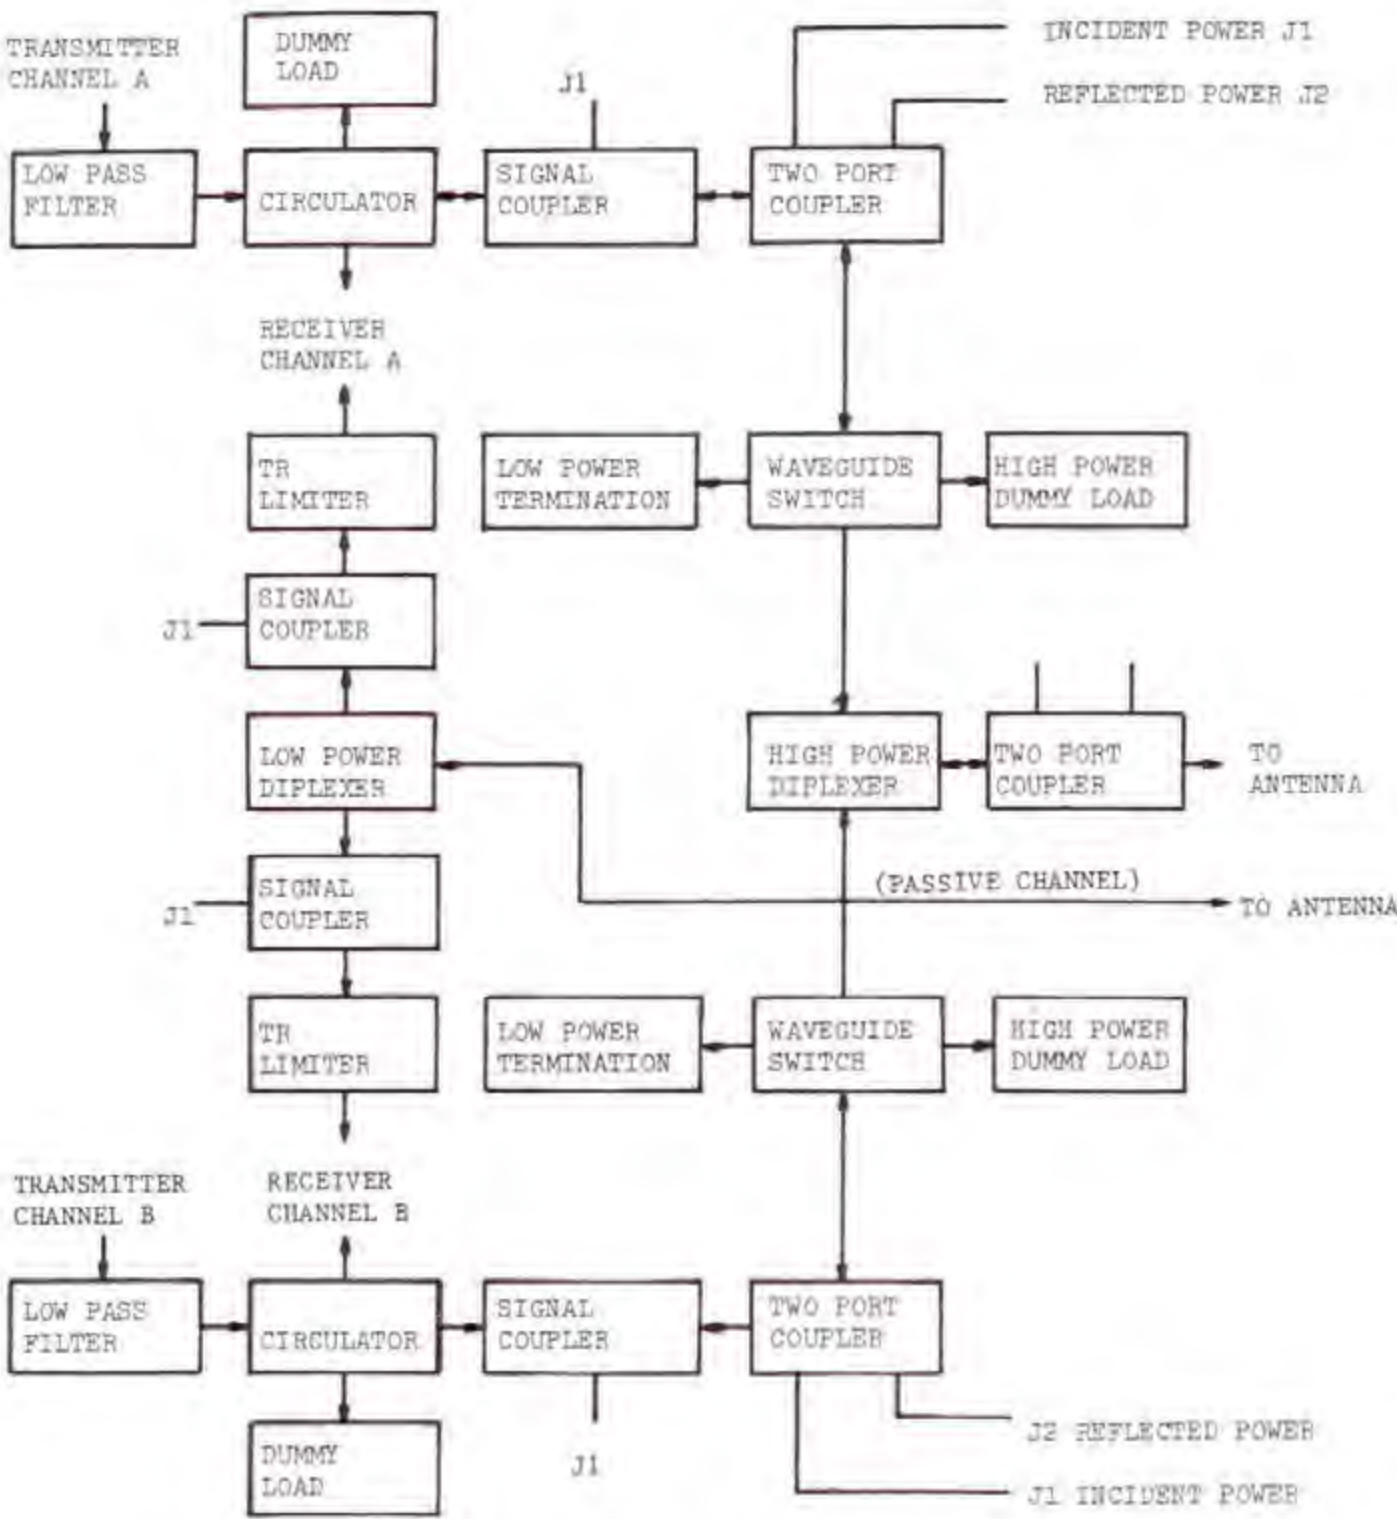 TRANSMITTER
CHANNEL A
DUMMY
LOAD
J1
INCIDENT POWER J1
REFLECTED POWER J2
LOW PASS
FILTER
CIRCULATOR
SIGNAL
COUPLER
TWO PORT
COUPLER
RECEIVER
CHANNEL A
TR
LIMITER
LOW POWER
TERMINATION
WAVEGUIDE
SWITCH
HIGH POWER
DUMMY LOAD
J1
SIGNAL
COUPLER
LOW POWER
DIPLEXER
HIGH POWER
DIPLEXER
TWO PORT
COUPLER
TO
ANTENNA
J1
SIGNAL
COUPLER
(PASSIVE CHANNEL)
TO ANTENNA
TR
LIMITER
LOW POWER
TERMINATION
WAVEGUIDE
SWITCH
HIGH POWER
DUMMY LOAD
TRANSMITTER
CHANNEL B
RECEIVER
CHANNEL B
LOW PASS
FILTER
CIRCULATOR
SIGNAL
COUPLER
TWO PORT
COUPLER
DUMMY
LOAD
J1
J2 REFLECTED POWER
J1 INCIDENT POWER